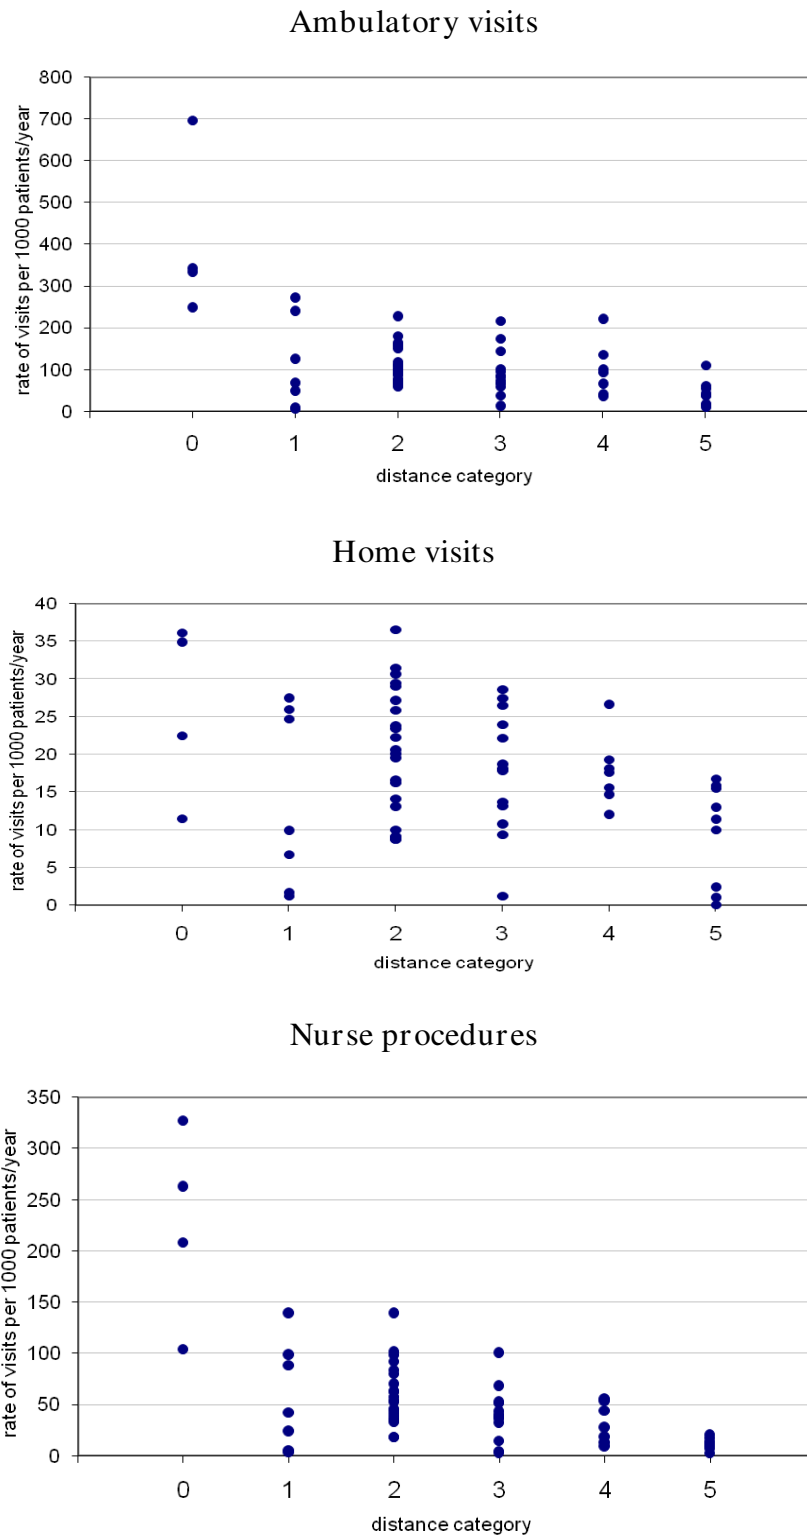 Ambulatory visits
rate of visits per 1000 patients/year
800
700
600
500
400
300
200
100
0
0 1 2 3 4 5
distance category
Home visits
rate of visits per 1000 patients/year
40
35
30
25
20
15
10
5
0
0 1 2 3 4 5
distance category
Nurse procedures
rate of visits per 1000 patients/year
350
300
250
200
150
100
50
0
0 1 2 3 4 5
distance category